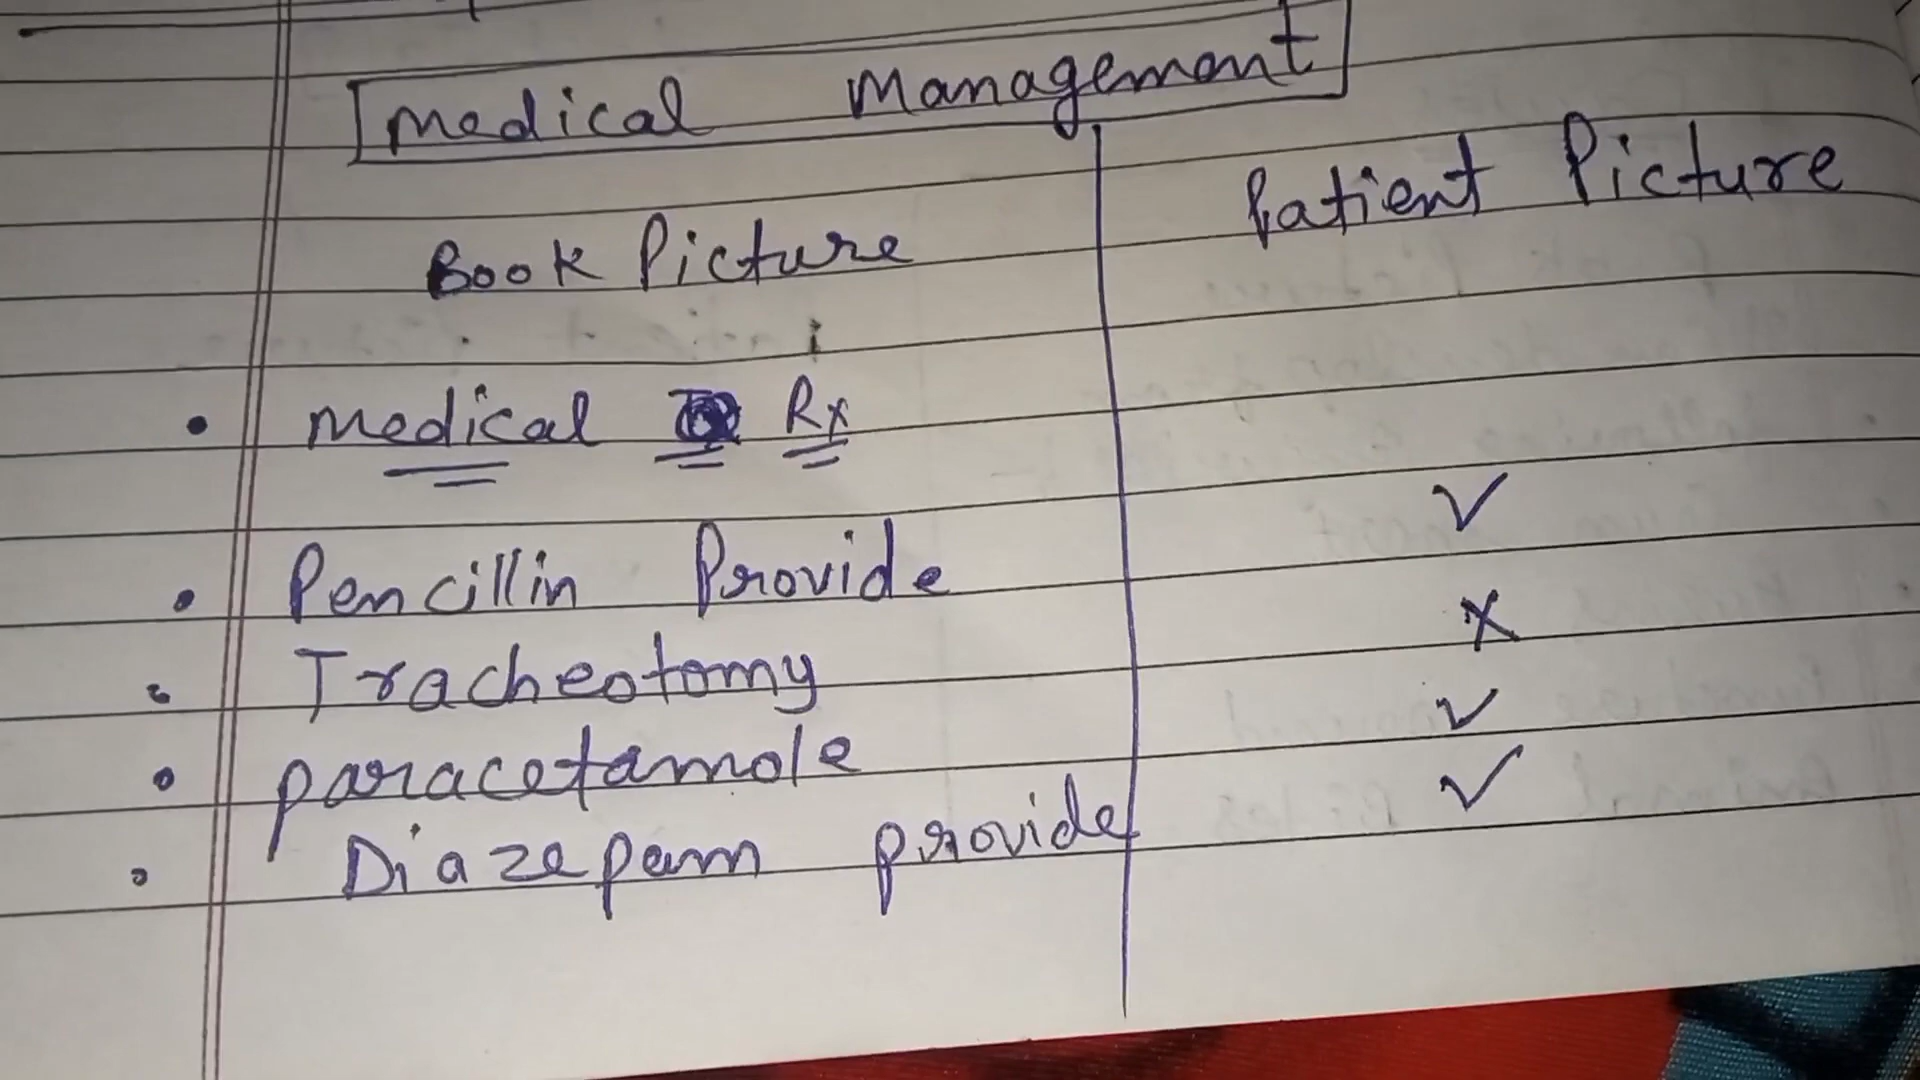 Medical Management
Book Picture
Patient Picture
• Medical Rx
• Pencillin Provide ✓
• Tracheotomy ×
• paracetamole ✓
• Diazepam provide ✓